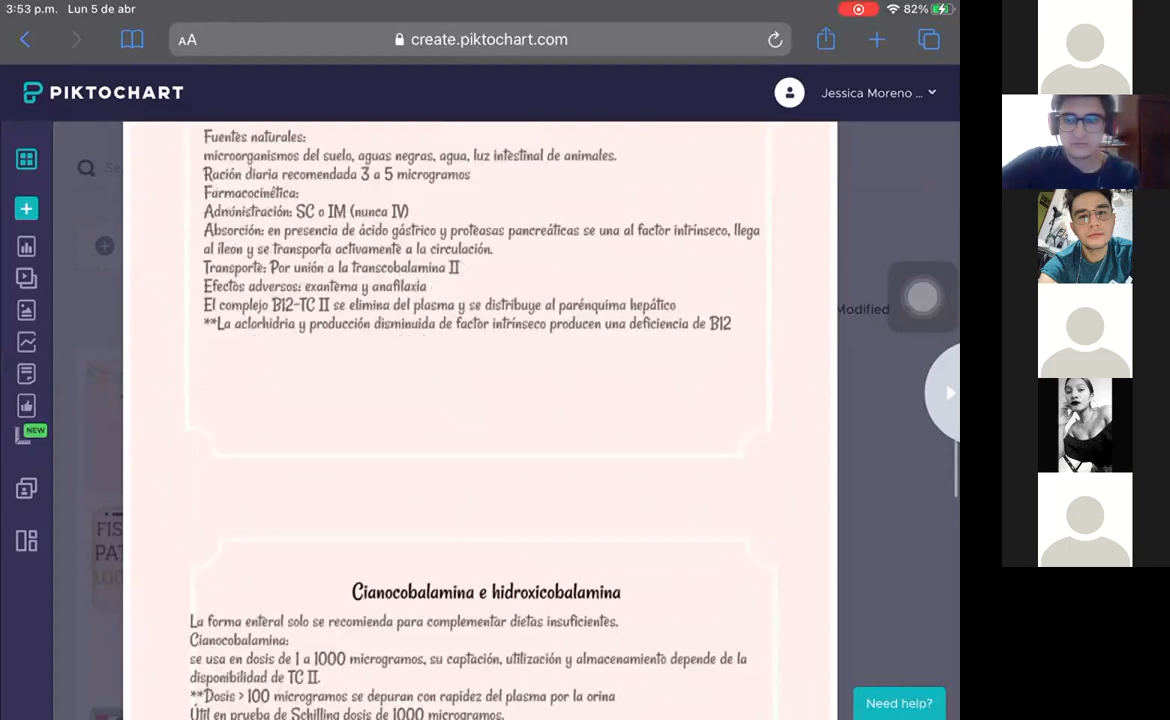 3:53 p.m. Lun 5 de abr
82%
AA
create.piktochart.com
PIKTOCHART
Jessica Moreno ...
Fuentes naturales:
microorganismos del suelo, aguas negras, agua, luz intestinal de animales.
Ración diaria recomendada 3 a 5 microgramos
Farmacocinética:
Administración: SC o IM (nunca IV)
Absorción: en presencia de ácido gástrico y proteasas pancreáticas se una al factor intrínseco, llega
al íleon y se transporta activamente a la circulación.
Transporte: Por unión a la transcobalamina II
Efectos adversos: exantema y anafilaxia
El complejo B12-TC II se elimina del plasma y se distribuye al parénquima hepático
**La aclorhidria y producción disminuida de factor intrínseco producen una deficiencia de B12
Modified
NEW
FIS
PAT
Cianocobalamina e hidroxicobalamina
La forma enteral solo se recomienda para complementar dietas insuficientes.
Cianocobalamina:
se usa en dosis de 1 a 1000 microgramos, su captación, utilización y almacenamiento depende de la
disponibilidad de TC II.
**Dosis > 100 microgramos se depuran con rapidez del plasma por la orina
Útil en prueba de Schilling dosis de 1000 microgramos.
Need help?